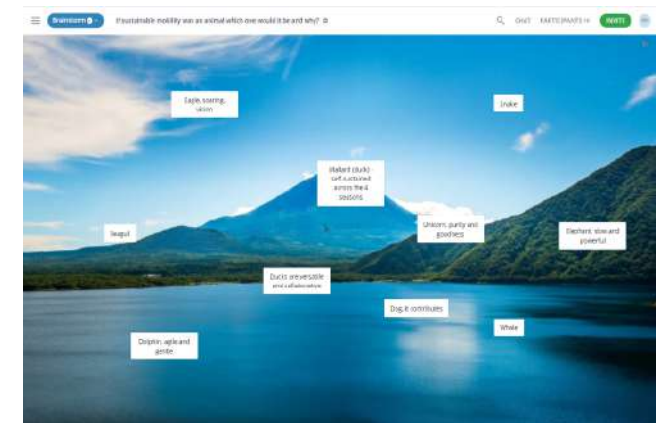 Brainstorm
If sustainable mobility was an animal which one would it be and why?
CHAT
PARTICIPANTS
INVITE
Eagle, soaring,
vision
Snake
Mallard (duck) -
self sustained
across the 4
seasons
Seagull
Unicorn, purity and
goodness
Elephant, slow and
powerful
Ducks are versatile
and collaborative
Dog, it contributes
Whale
Dolphin, agile and
gentle